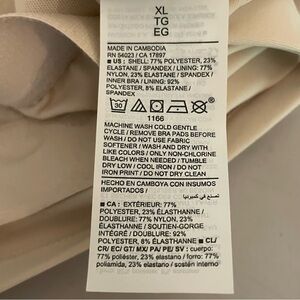 XL
TG
EG
MADE IN CAMBODIA
RN 54023 / CA 17897
■ US : SHELL: 77% POLYESTER, 23%
ELASTANE / SPANDEX / LINING: 77%
NYLON, 23% ELASTANE / SPANDEX /
INNER BRA / LINING: 92%
POLYESTER, 8% ELASTANE / SPANDEX
30
1166
MACHINE WASH COLD GENTLE
CYCLE / REMOVE BRA PADS BEFORE
WASH / DO NOT USE FABRIC
SOFTENER / WASH AND DRY WITH
LIKE COLORS / ONLY NON-CHLORINE
BLEACH WHEN NEEDED / TUMBLE
DRY LOW / COOL IRON / DO NOT
IRON PRINT / DO NOT DRY CLEAN
HECHO EN CAMBOYA CON INSUMOS
IMPORTADOS / صنع في كمبوديا
■ CA : EXTÉRIEUR: 77%
POLYESTER, 23% ÉLASTHANNE /
DOUBLURE: 77% NYLON, 23%
ÉLASTHANNE / SOUTIEN-GORGE
INTÉGRÉ / DOUBLURE: 92%
POLYESTER, 8% ÉLASTHANNE ■ CL/
CR/ EC/ GT/ MX/ PA/ PE/ SV : cuerpo:
77% poliéster, 23% elastano / forro: 77%
poliamida, 23% elastano / sostén interno